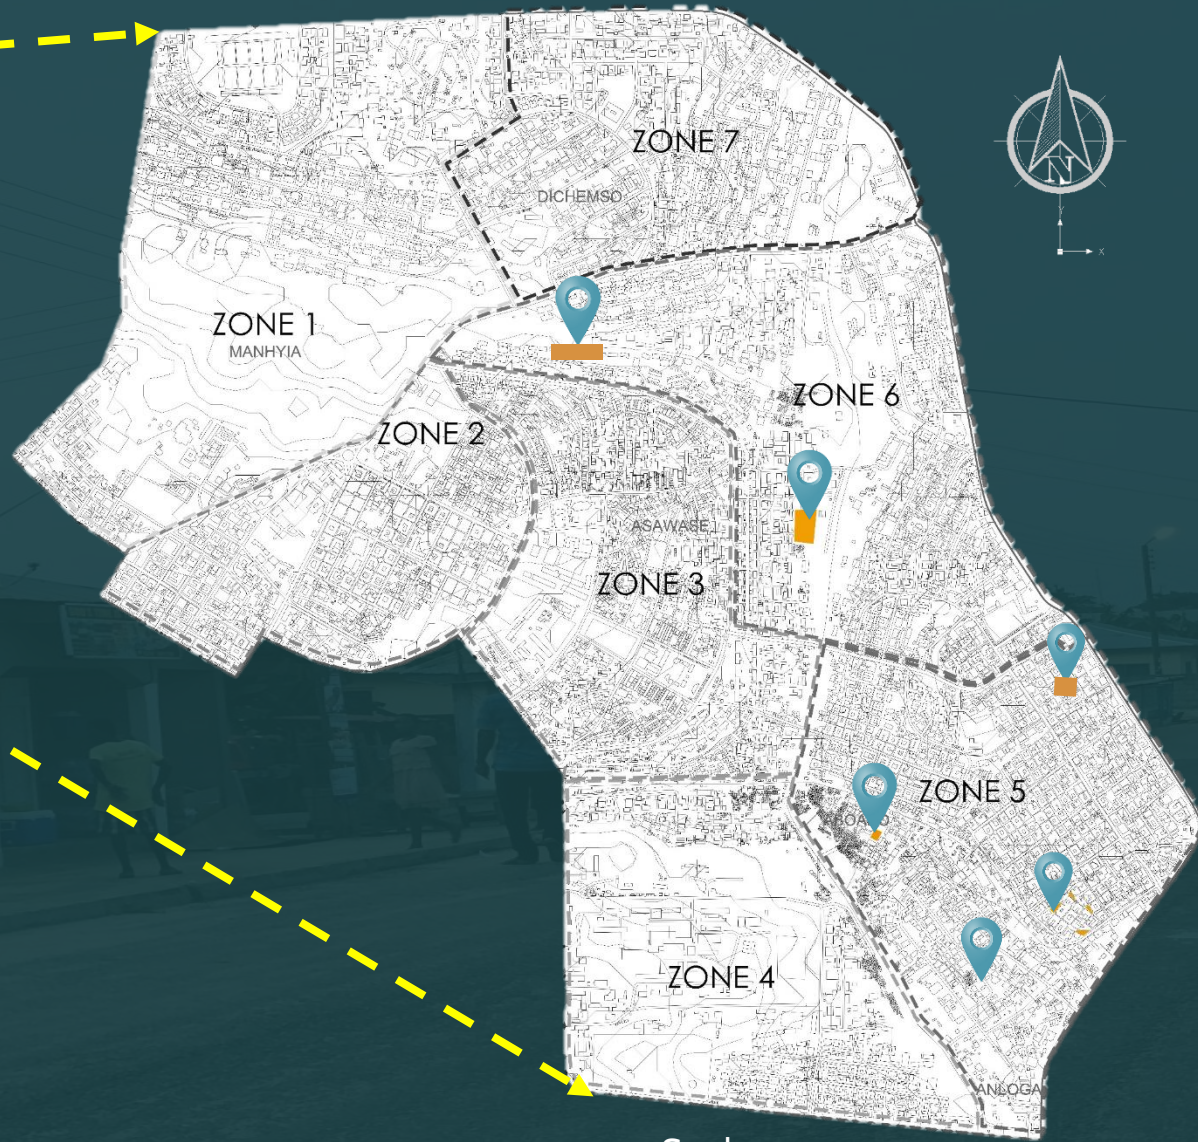 ZONE 7
DICHEMSO
N
Y
X
ZONE 1
MANHYIA
ZONE 6
ZONE 2
ASAWASE
ZONE 3
ZONE 5
ZONE 4
ANLOGA